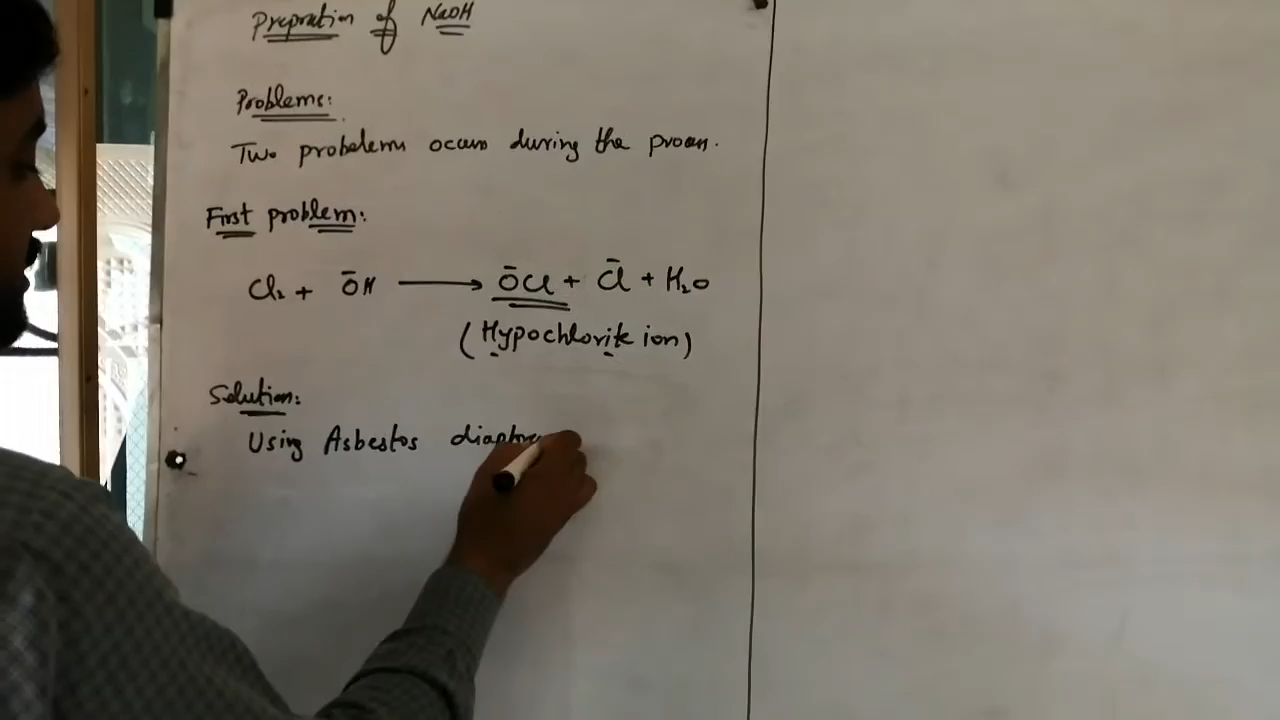 Prepration of NaOH
Problems:
Two probelems occurs during the process.
First problem:
Cl₂ + ŌH ⟶ ŌCl + C̄l + H₂O
(Hypochlorite ion)
Solution:
Using Asbestos diaphra